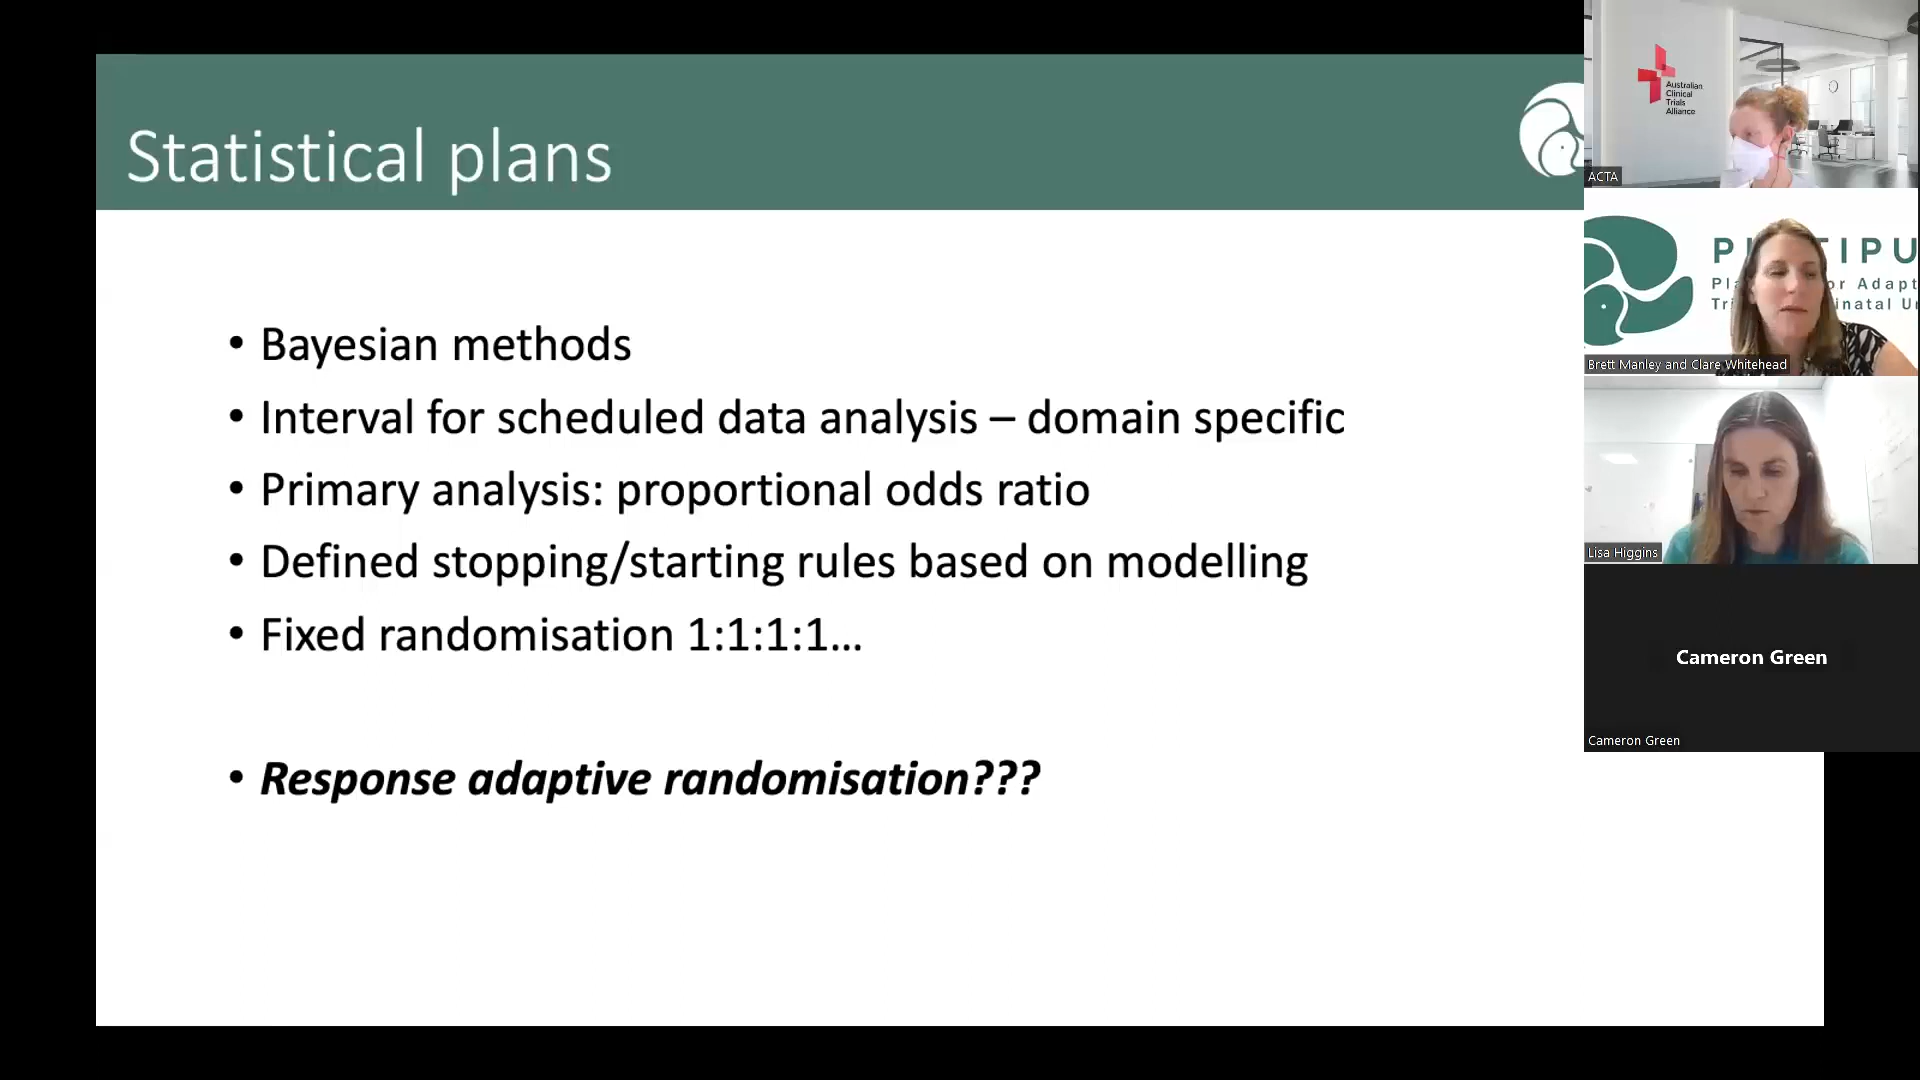 Statistical plans
• Bayesian methods
• Interval for scheduled data analysis – domain specific
• Primary analysis: proportional odds ratio
• Defined stopping/starting rules based on modelling
• Fixed randomisation 1:1:1:1...
• Response adaptive randomisation???
Australian
Clinical
Trials
Alliance
ACTA
Brett Manley and Clare Whitehead
Lisa Higgins
Cameron Green
Cameron Green